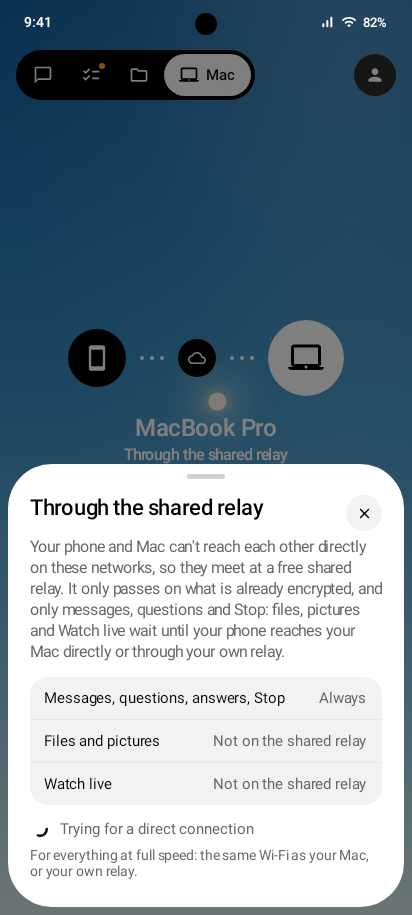 9:41
82%
Mac
MacBook Pro
Through the shared relay
Through the shared relay
Your phone and Mac can't reach each other directly
on these networks, so they meet at a free shared
relay. It only passes on what is already encrypted, and
only messages, questions and Stop: files, pictures
and Watch live wait until your phone reaches your
Mac directly or through your own relay.
Messages, questions, answers, Stop Always
Files and pictures Not on the shared relay
Watch live Not on the shared relay
Trying for a direct connection
For everything at full speed: the same Wi-Fi as your Mac,
or your own relay.